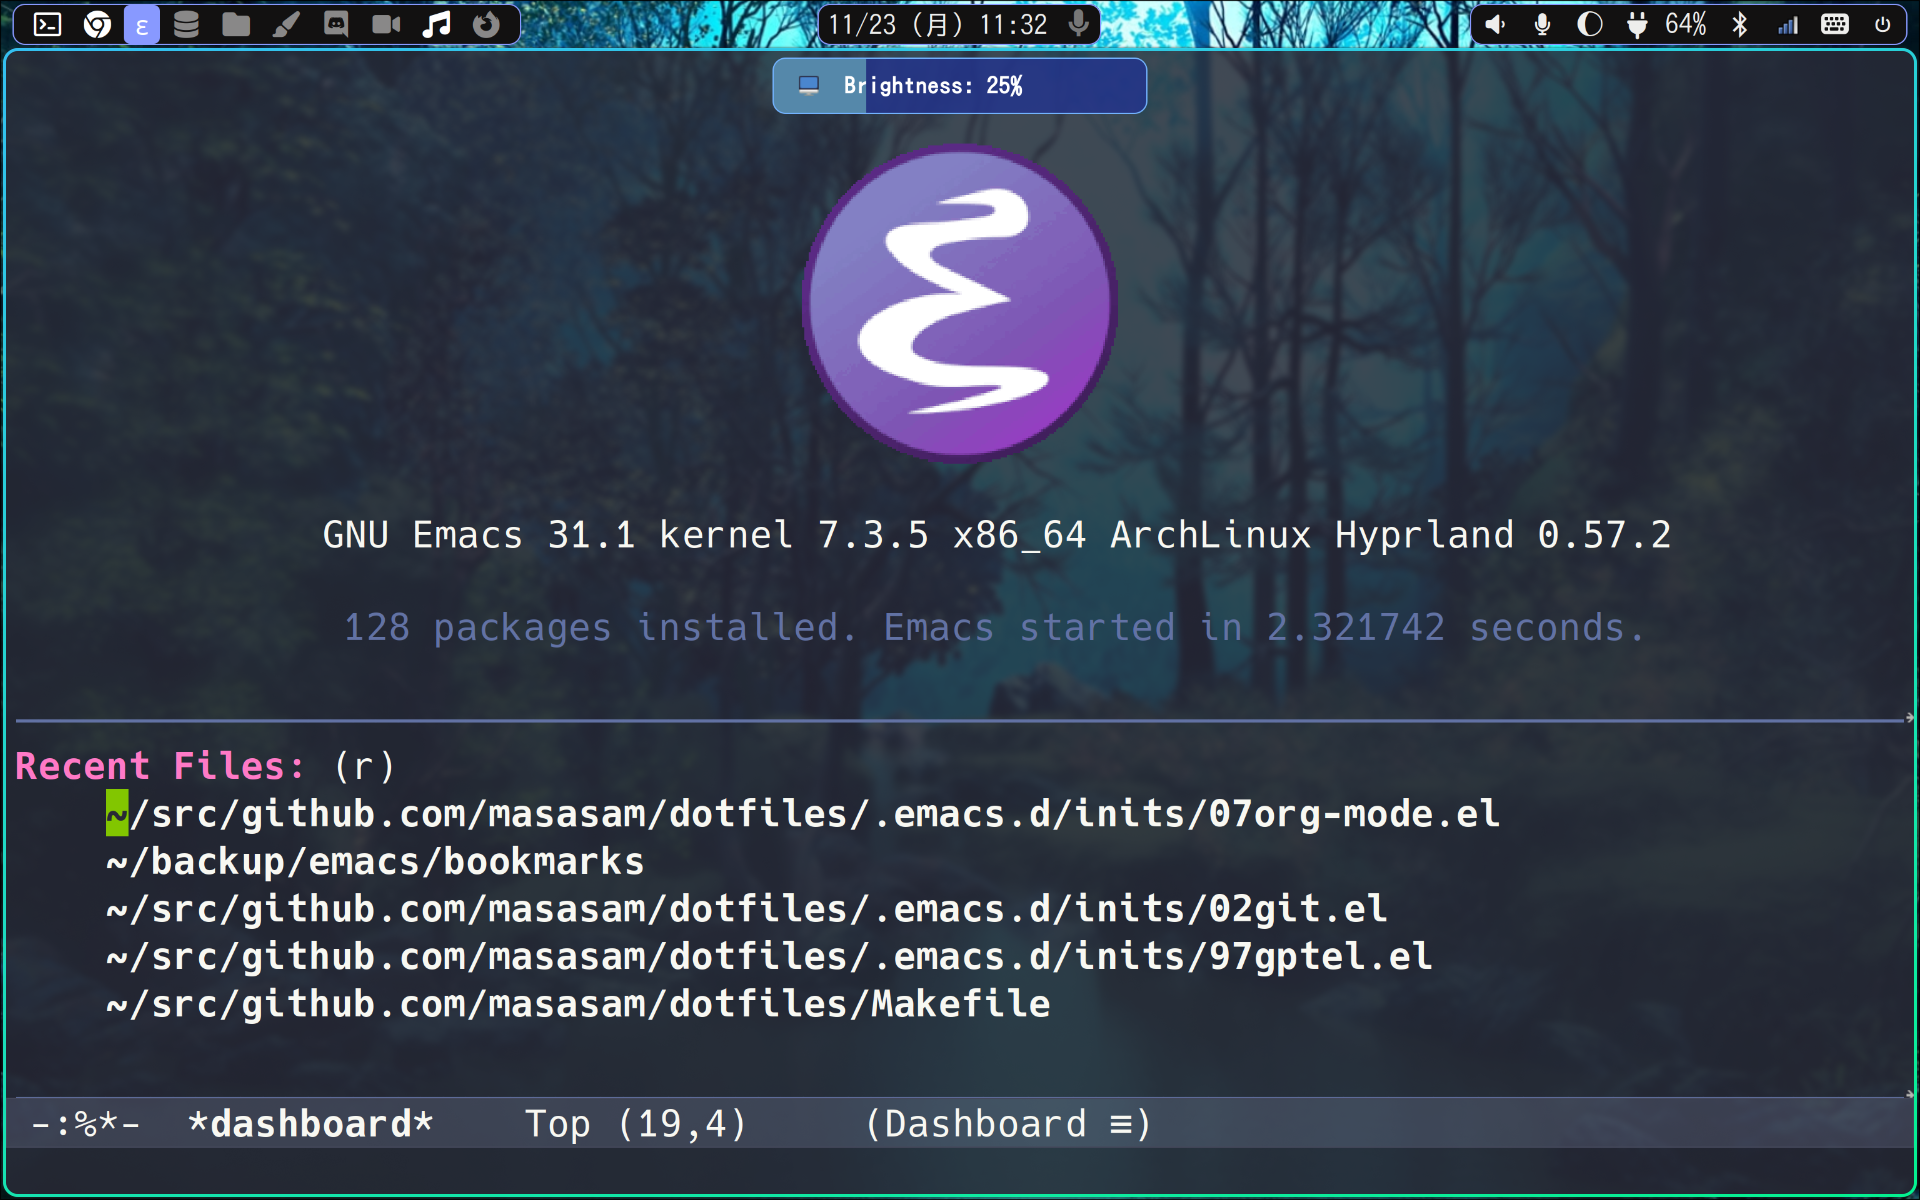 ε
11/23 (月) 11:32
64%
Brightness: 25%
GNU Emacs 31.1 kernel 7.3.5 x86_64 ArchLinux Hyprland 0.57.2
128 packages installed. Emacs started in 2.321742 seconds.
Recent Files: (r)
~/src/github.com/masasam/dotfiles/.emacs.d/inits/07org-mode.el
~/backup/emacs/bookmarks
~/src/github.com/masasam/dotfiles/.emacs.d/inits/02git.el
~/src/github.com/masasam/dotfiles/.emacs.d/inits/97gptel.el
~/src/github.com/masasam/dotfiles/Makefile
-:%*-  *dashboard*    Top (19,4)     (Dashboard ≡)